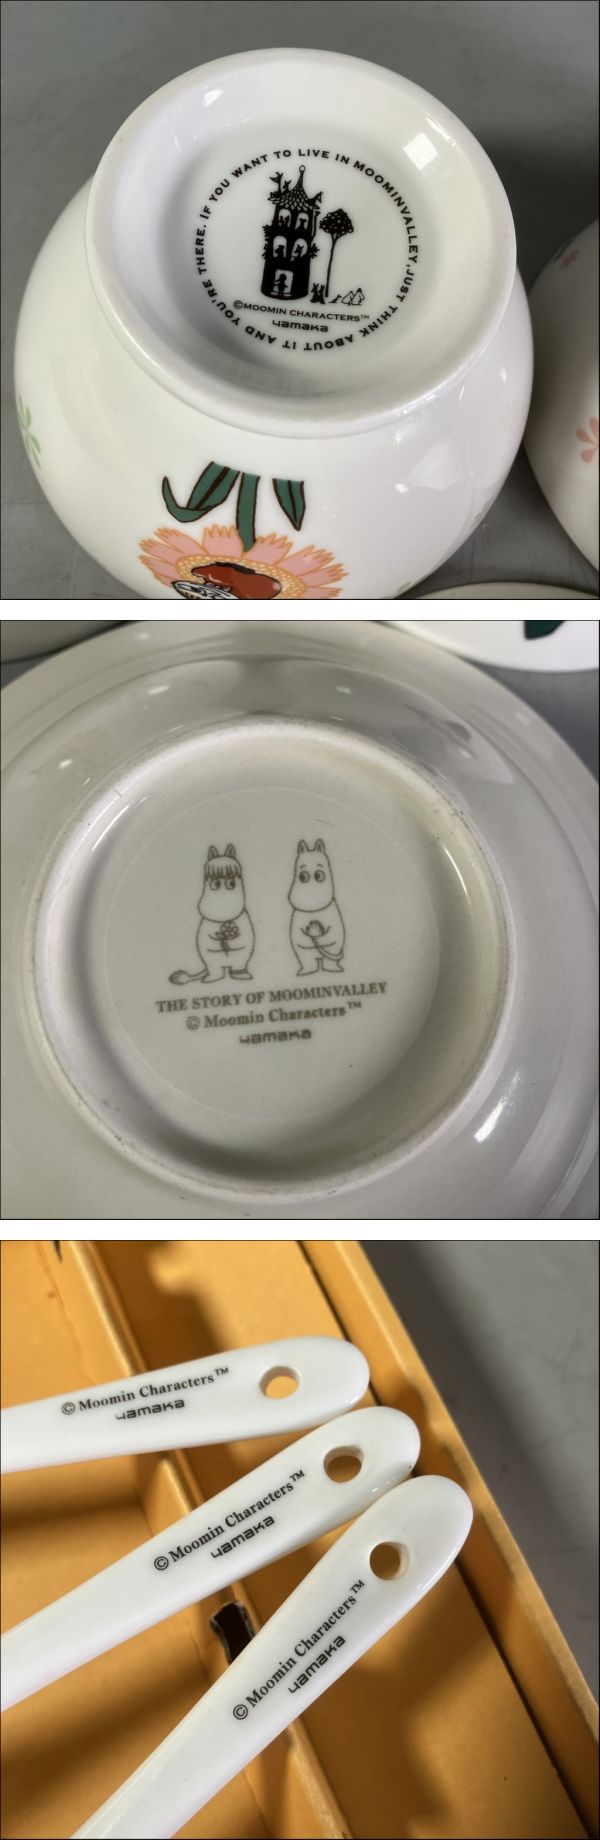 IF YOU WANT TO LIVE IN MOOMINVALLEY, JUST THINK ABOUT IT AND YOU'RE THERE.
©MOOMIN CHARACTERS™
yamaka
THE STORY OF MOOMINVALLEY
© Moomin Characters™
yamaka
© Moomin Characters™
yamaka
© Moomin Characters™
yamaka
© Moomin Characters™
yamaka